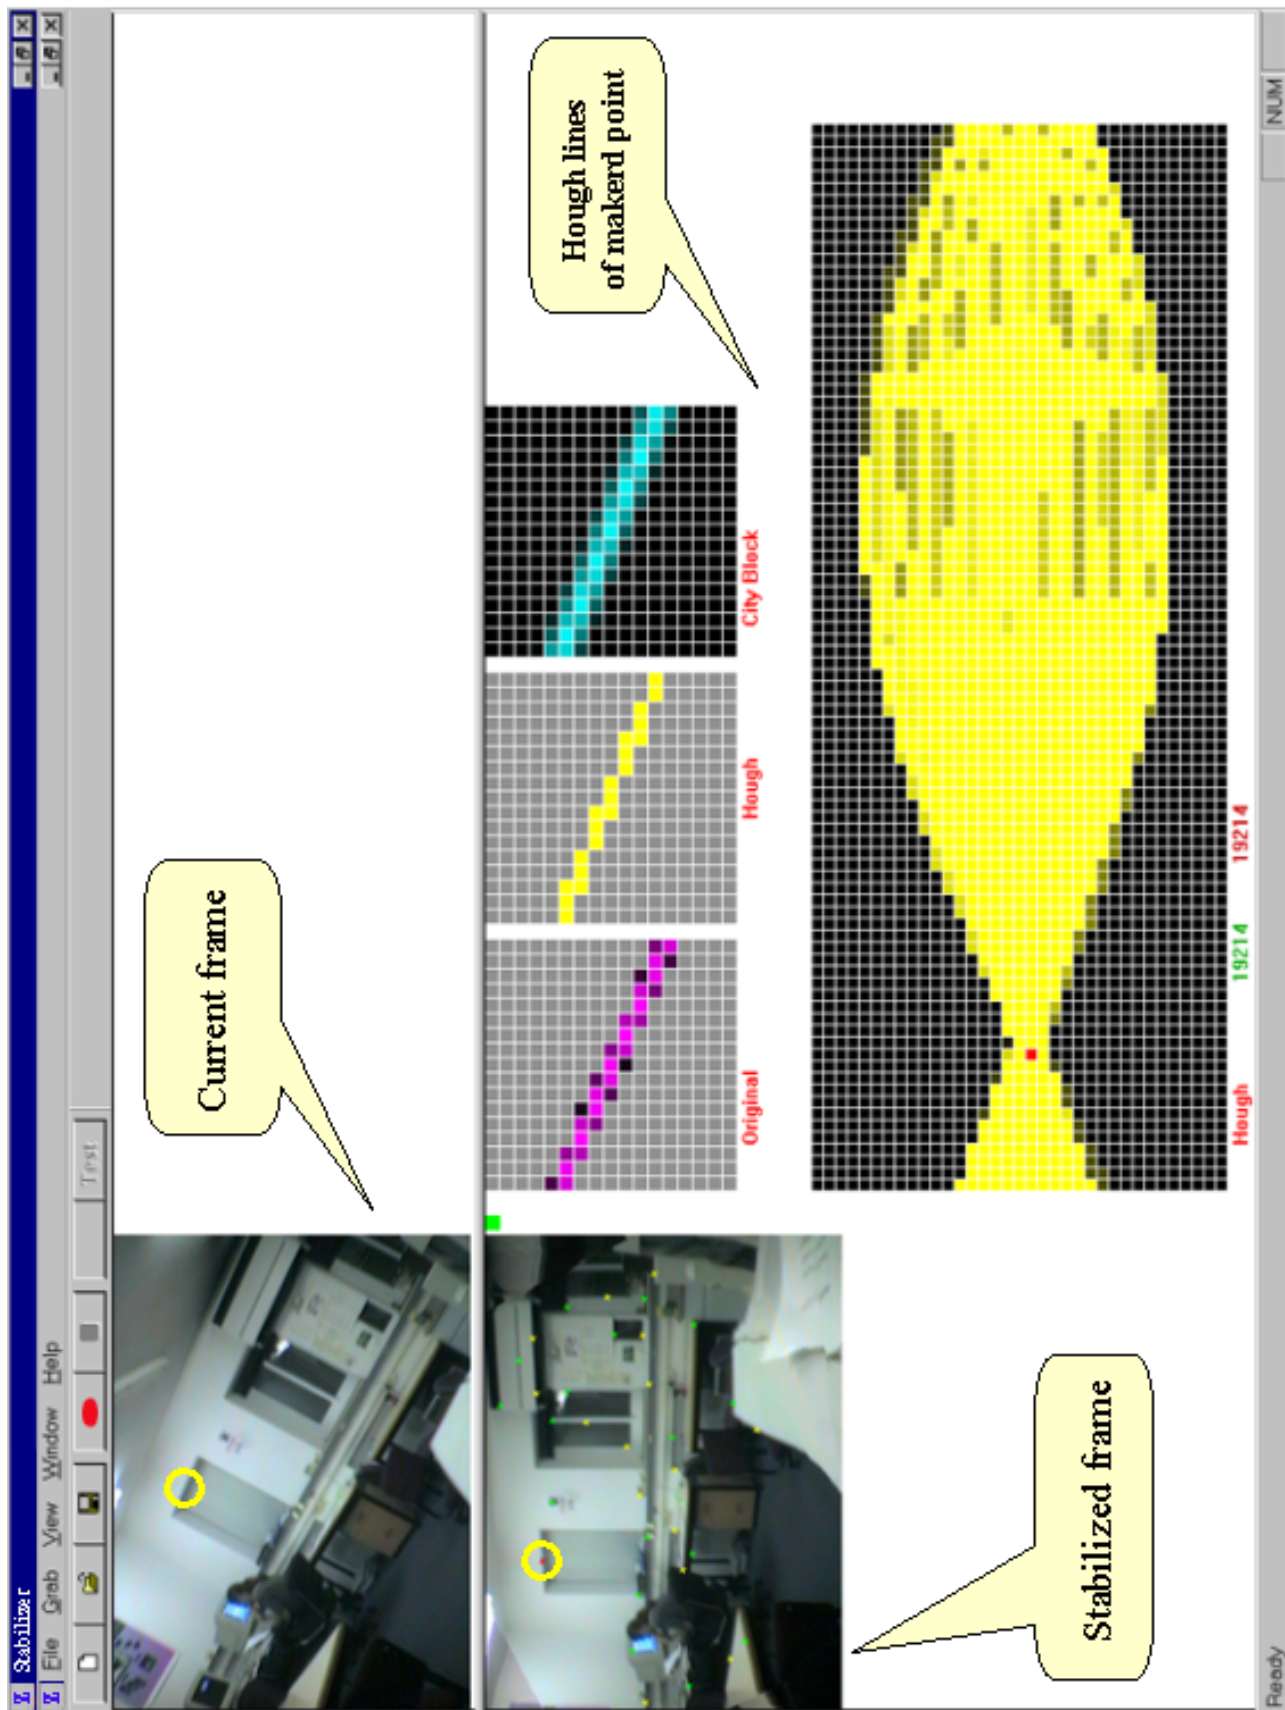 Stabilizer
File Grab View Window Help
Test
Current frame
Hough lines
of makerd point
Original
Hough
City Block
Hough
19214
19214
Stabilized frame
Ready
NUM